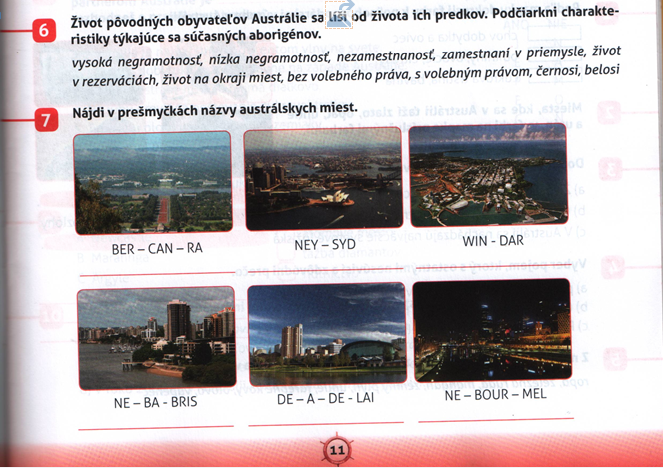 6
Život pôvodných obyvateľov Austrálie sa líši od života ich predkov. Podčiarkni charakte-
ristiky týkajúce sa súčasných aborigénov.
vysoká negramotnosť, nízka negramotnosť, nezamestnanosť, zamestnaní v priemysle, život
v rezerváciách, život na okraji miest, bez volebného práva, s volebným právom, černosi, belosi
7
Nájdi v prešmyčkách názvy austrálskych miest.
BER – CAN – RA
NEY – SYD
WIN - DAR
NE – BA - BRIS
DE – A – DE - LAI
NE – BOUR – MEL
11